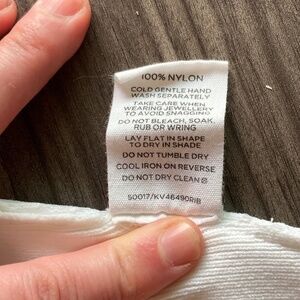 100% NYLON
COLD GENTLE HAND
WASH SEPARATELY
TAKE CARE WHEN
WEARING JEWELLERY
TO AVOID SNAGGING
DO NOT BLEACH, SOAK,
RUB OR WRING
LAY FLAT IN SHAPE
TO DRY IN SHADE
DO NOT TUMBLE DRY
COOL IRON ON REVERSE
DO NOT DRY CLEAN
50017/KV46490RIB